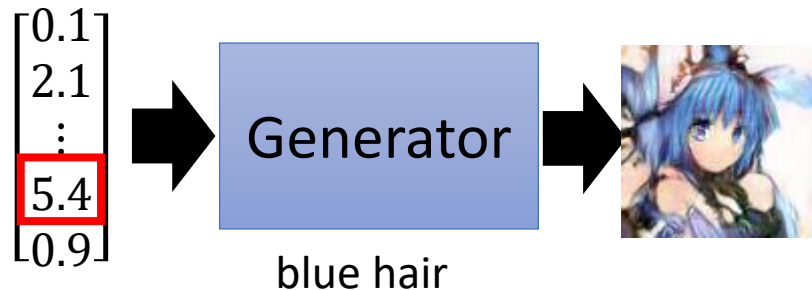 0.1
2.1
⋮
5.4
0.9
Generator
blue hair